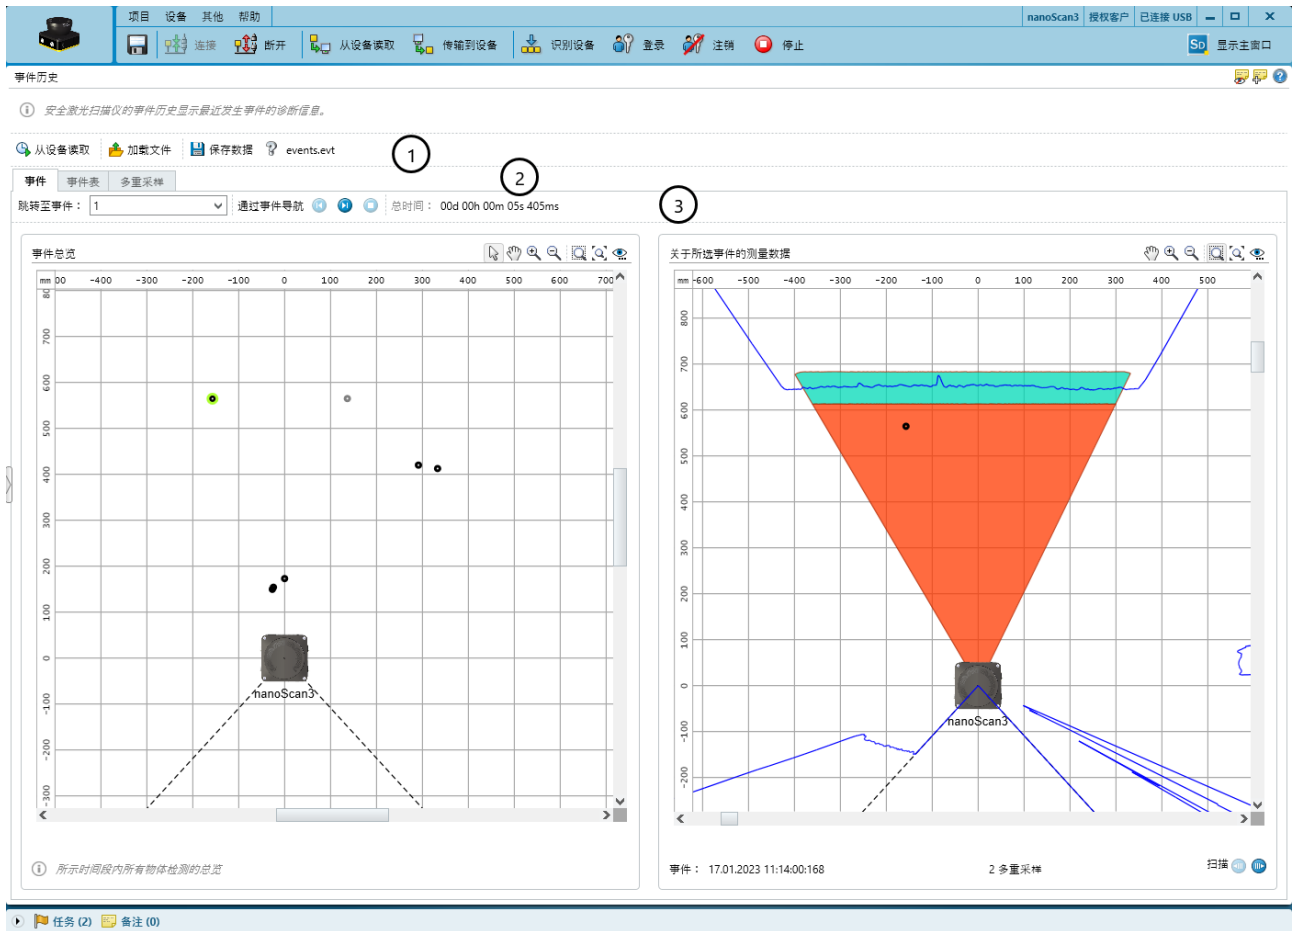 项目 设备 其他 帮助 nanoScan3 授权客户 已连接 USB
连接 断开 从设备读取 传输到设备 识别设备 登录 注销 停止 SD 显示主窗口
事件历史
安全激光扫描仪的事件历史显示最近发生事件的诊断信息。
从设备读取 加载文件 保存数据 events.evt
1
事件 事件表 多重采样
2
跳转至事件： 1 通过事件导航 总时间： 00d 00h 00m 05s 405ms
3
事件总览
mm 00 -400 -300 -200 -100 0 100 200 300 400 500 600 700
80
700
600
500
400
300
200
100
0
-100
-200
-300
nanoScan3
所示时间段内所有物体检测的总览
关于所选事件的测量数据
mm -600 -500 -400 -300 -200 -100 0 100 200 300 400 500
800
700
600
500
400
300
200
100
0
-100
-200
nanoScan3
事件： 17.01.2023 11:14:00:168 2 多重采样 扫描
任务 (2) 备注 (0)